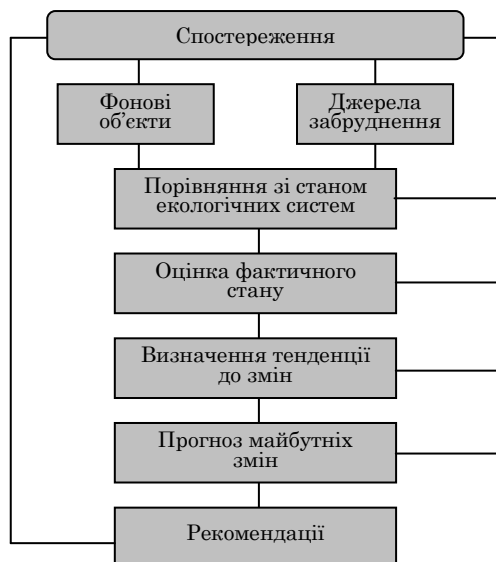 Спостереження
Фонові
об'єкти
Джерела
забруднення
Порівняння зі станом
екологічних систем
Оцінка фактичного
стану
Визначення тенденції
до змін
Прогноз майбутніх
змін
Рекомендації